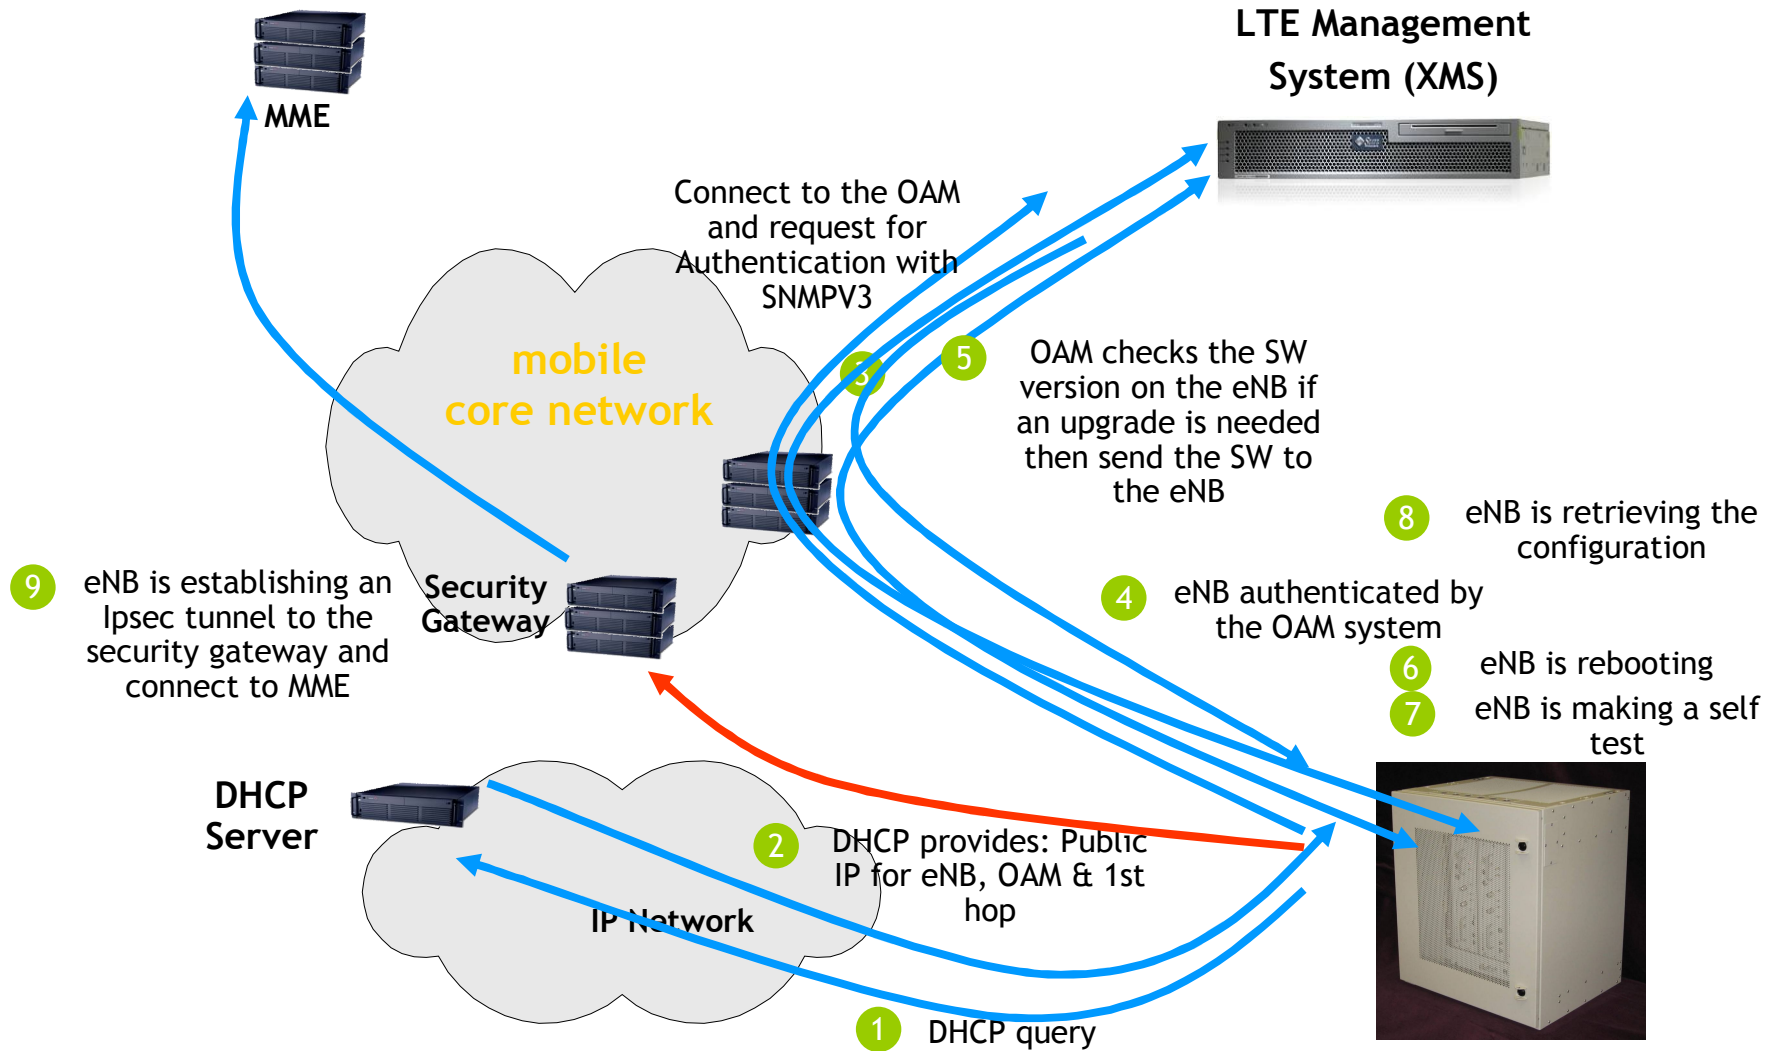 LTE Management
System (XMS)
MME
Connect to the OAM
and request for
Authentication with
SNMPV3
3
5
OAM checks the SW
version on the eNB if
an upgrade is needed
then send the SW to
the eNB
mobile
core network
8
eNB is retrieving the
configuration
9
eNB is establishing an
Ipsec tunnel to the
security gateway and
connect to MME
Security
Gateway
4
eNB authenticated by
the OAM system
6
eNB is rebooting
7
eNB is making a self
test
DHCP
Server
2
DHCP provides: Public
IP for eNB, OAM & 1st
hop
IP Network
1
DHCP query